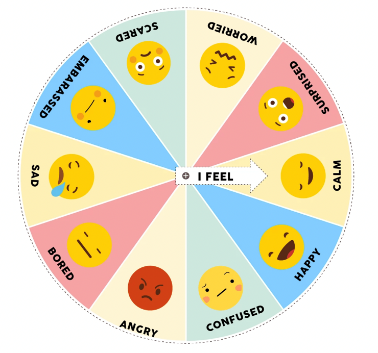 SCARED
WORRIED
SURPRISED
CALM
HAPPY
CONFUSED
ANGRY
BORED
SAD
EMBARASSED
I FEEL